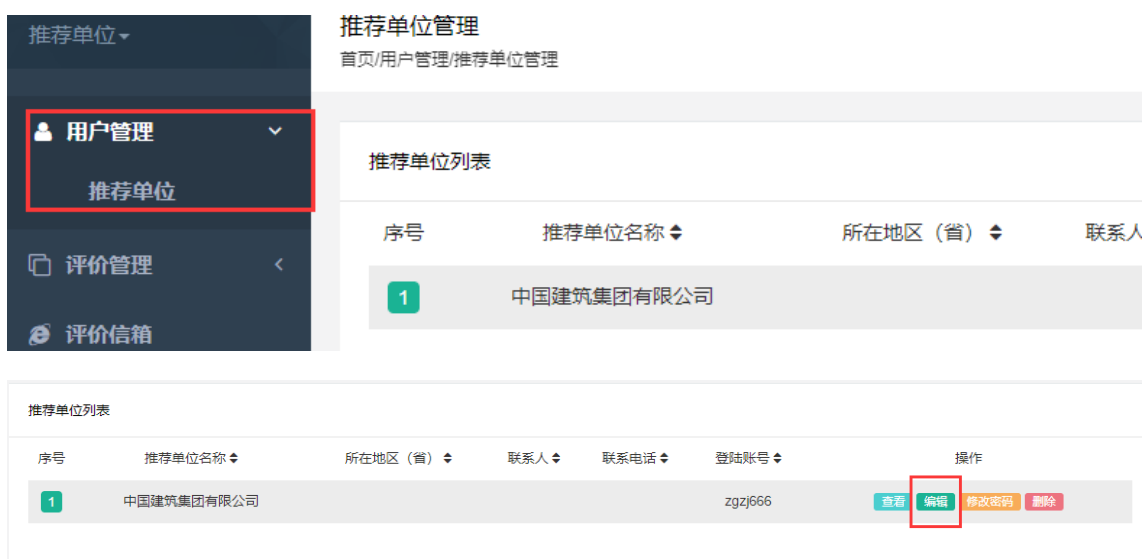 推荐单位
用户管理
推荐单位
评价管理
评价信箱
推荐单位管理
首页/用户管理/推荐单位管理
推荐单位列表
序号 推荐单位名称 所在地区（省） 联系人
1 中国建筑集团有限公司
推荐单位列表
序号 推荐单位名称 所在地区（省） 联系人 联系电话 登陆账号 操作
1 中国建筑集团有限公司 zgzj666 查看 编辑 修改密码 删除